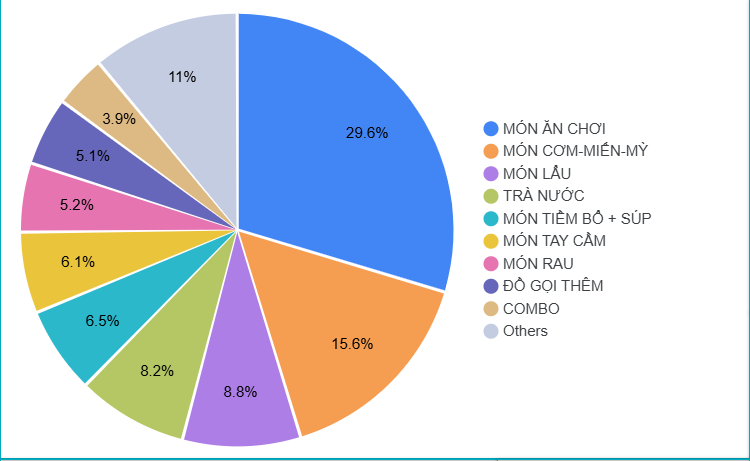 11%
29.6%
3.9%
5.1%
5.2%
6.1%
6.5%
8.2%
8.8%
15.6%
MÓN ĂN CHƠI
MÓN CƠM-MIẾN-MỲ
MÓN LẨU
TRÀ NƯỚC
MÓN TIỀM BỔ + SÚP
MÓN TAY CẦM
MÓN RAU
ĐỒ GỌI THÊM
COMBO
Others